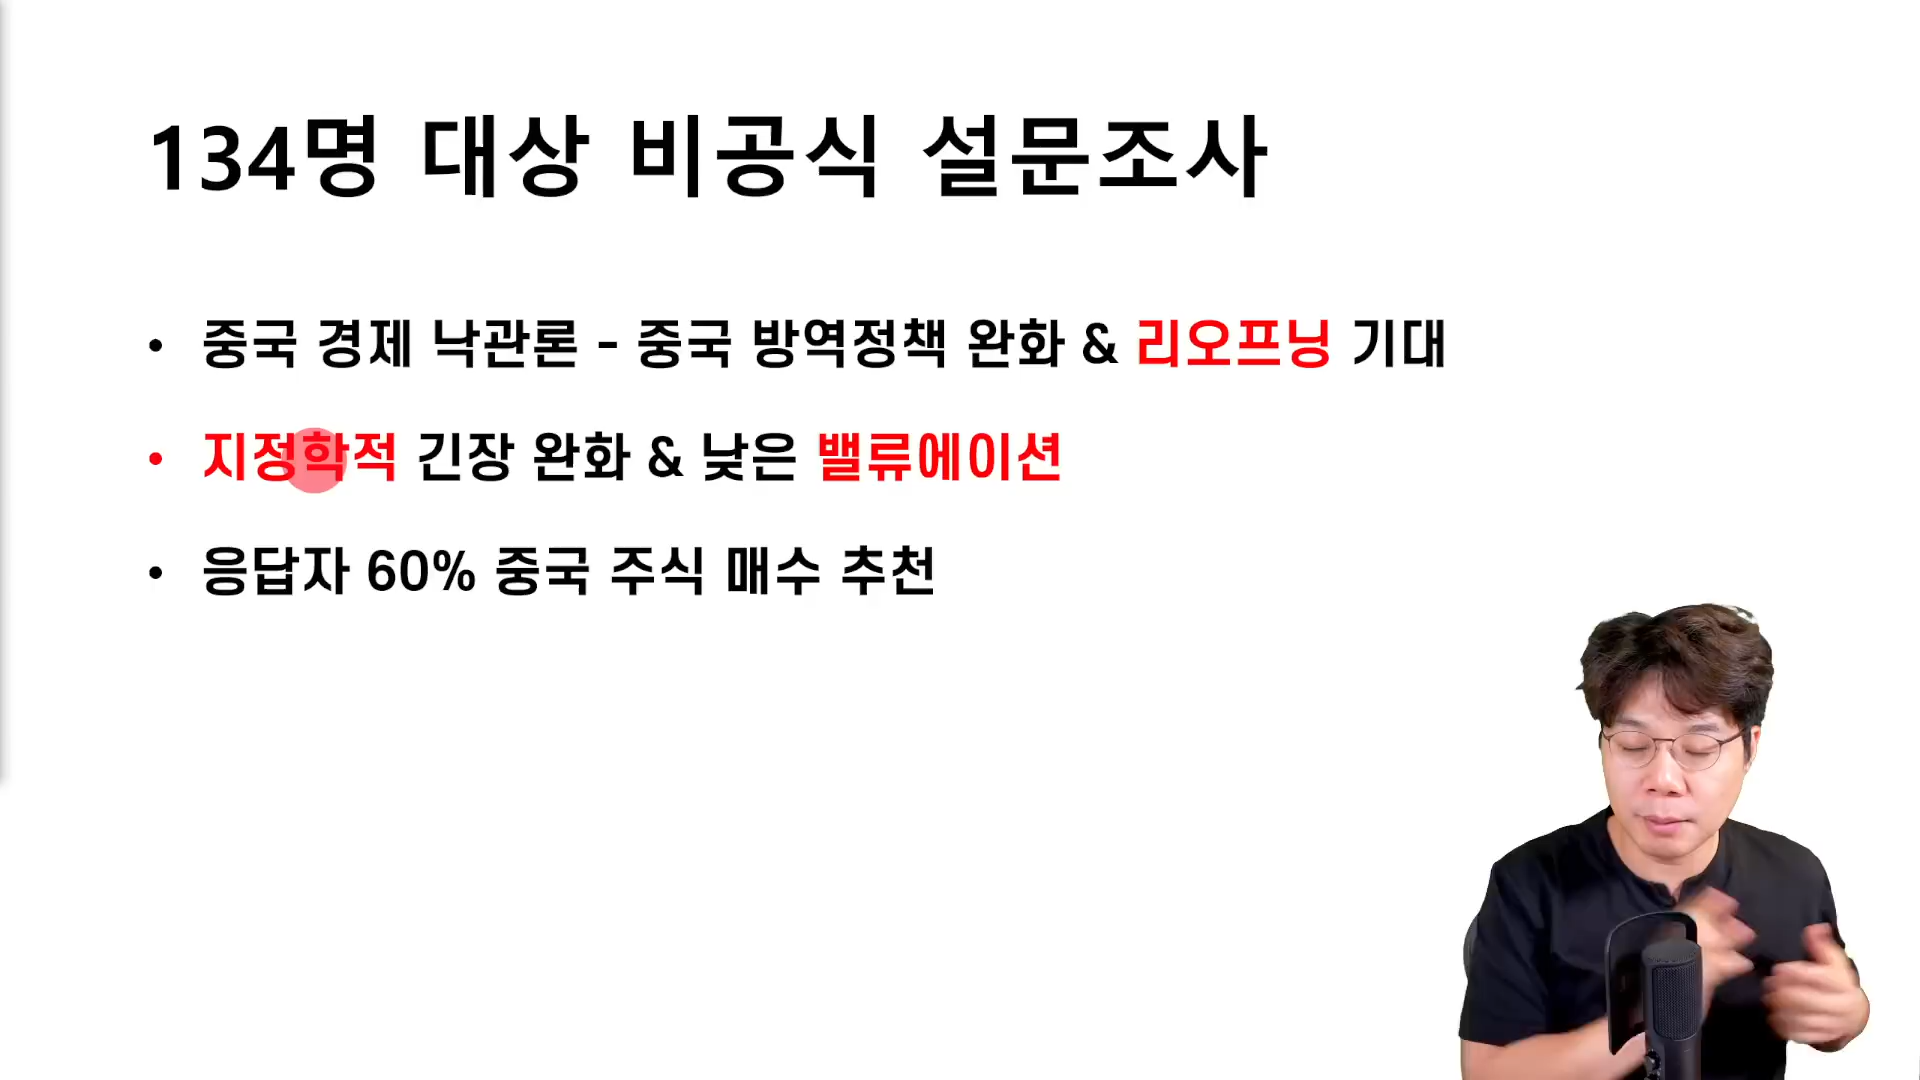 134명 대상 비공식 설문조사
• 중국 경제 낙관론 - 중국 방역정책 완화 & 리오프닝 기대
• 지정학적 긴장 완화 & 낮은 밸류에이션
• 응답자 60% 중국 주식 매수 추천